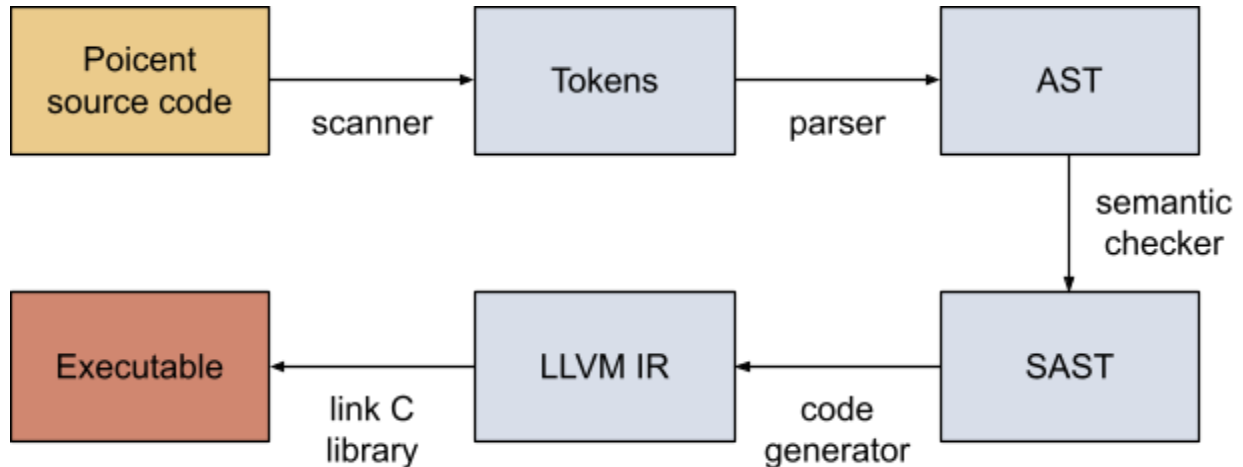 Poicent
source code
scanner
Tokens
parser
AST
semantic
checker
SAST
code
generator
LLVM IR
link C
library
Executable